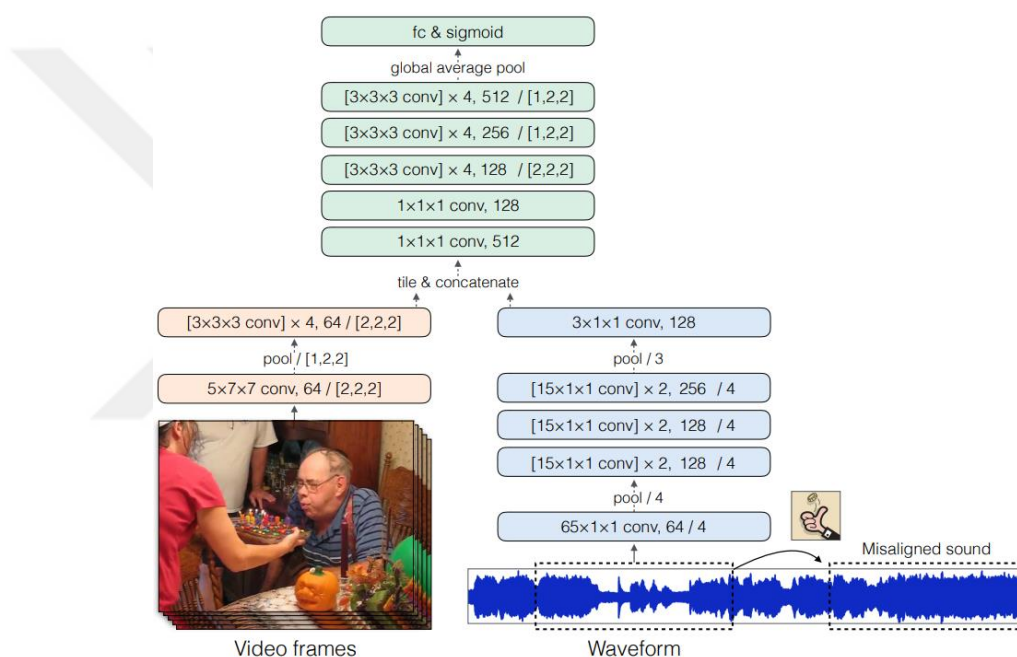 fc & sigmoid
global average pool
[3×3×3 conv] × 4, 512 / [1,2,2]
[3×3×3 conv] × 4, 256 / [1,2,2]
[3×3×3 conv] × 4, 128 / [2,2,2]
1×1×1 conv, 128
1×1×1 conv, 512
tile & concatenate
[3×3×3 conv] × 4, 64 / [2,2,2]
pool / [1,2,2]
5×7×7 conv, 64 / [2,2,2]
Video frames
3×1×1 conv, 128
pool / 3
[15×1×1 conv] × 2, 256 / 4
[15×1×1 conv] × 2, 128 / 4
[15×1×1 conv] × 2, 128 / 4
pool / 4
65×1×1 conv, 64 / 4
Misaligned sound
Waveform